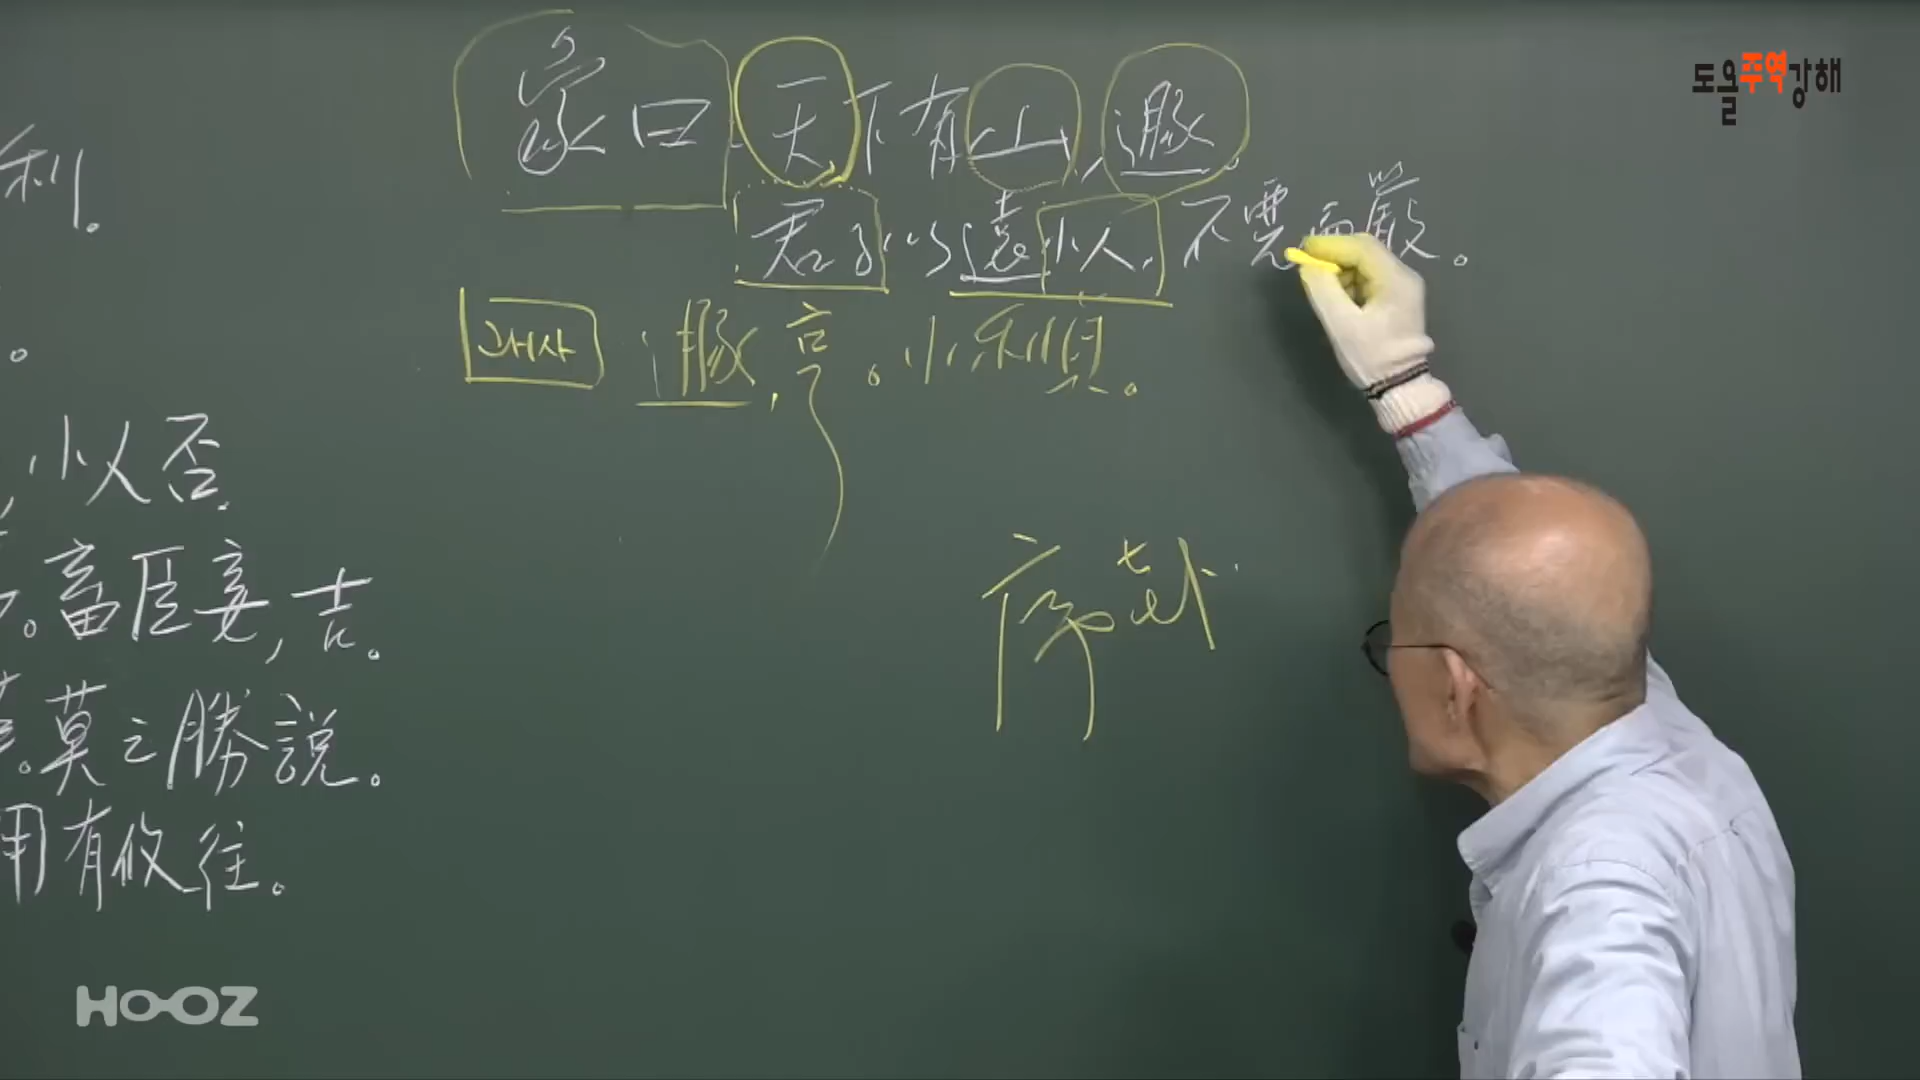 도올주역강해
象曰: 天下有山, 遯。
君子以遠小人, 不惡而嚴。
괘사 遯, 亨。小利貞。
利。
。
, 小人否
。畜臣妾, 吉。
。莫之勝說。
用有攸往。
HOOZ